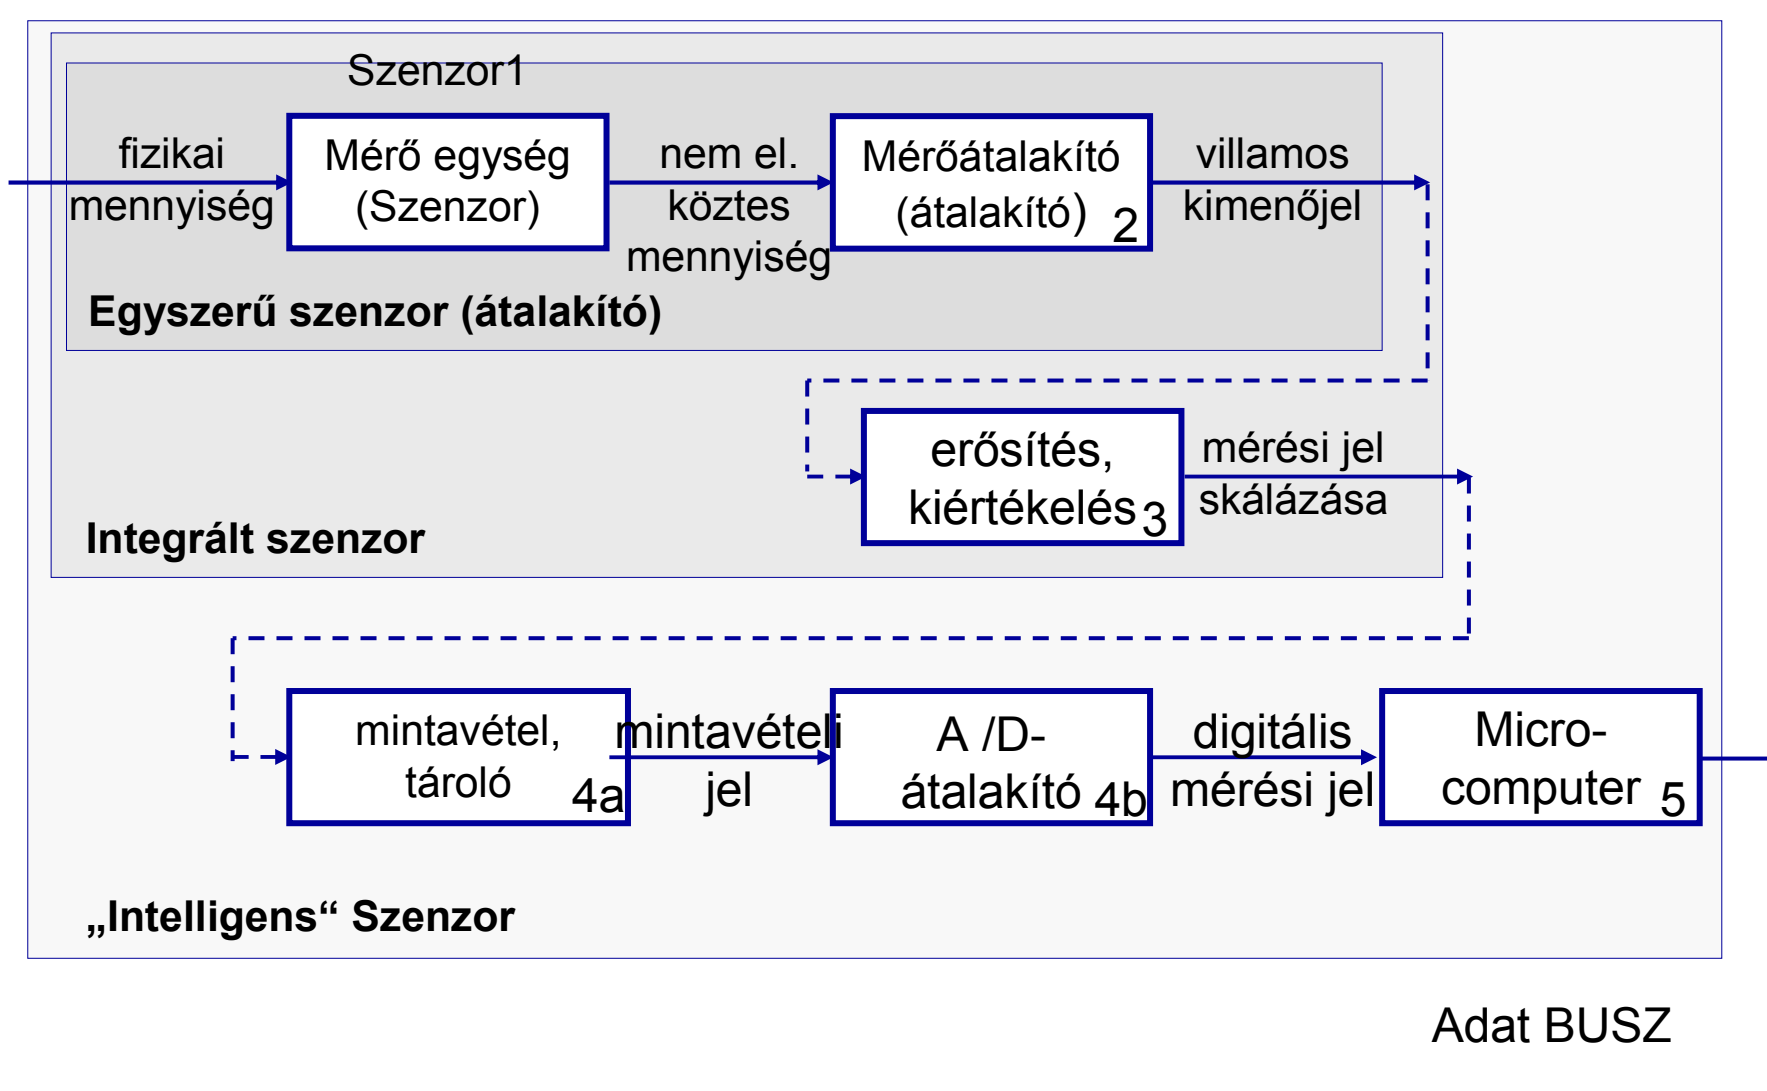 Szenzor1
fizikai
mennyiség
Mérő egység
(Szenzor)
nem el.
köztes
mennyiség
Mérőátalakító
(átalakító)
2
villamos
kimenőjel
Egyszerű szenzor (átalakító)
erősítés,
kiértékelés
3
mérési jel
skálázása
Integrált szenzor
mintavétel,
tároló
4a
mintavételi
jel
A /D-
átalakító
4b
digitális
mérési jel
Micro-
computer
5
„Intelligens“ Szenzor
Adat BUSZ